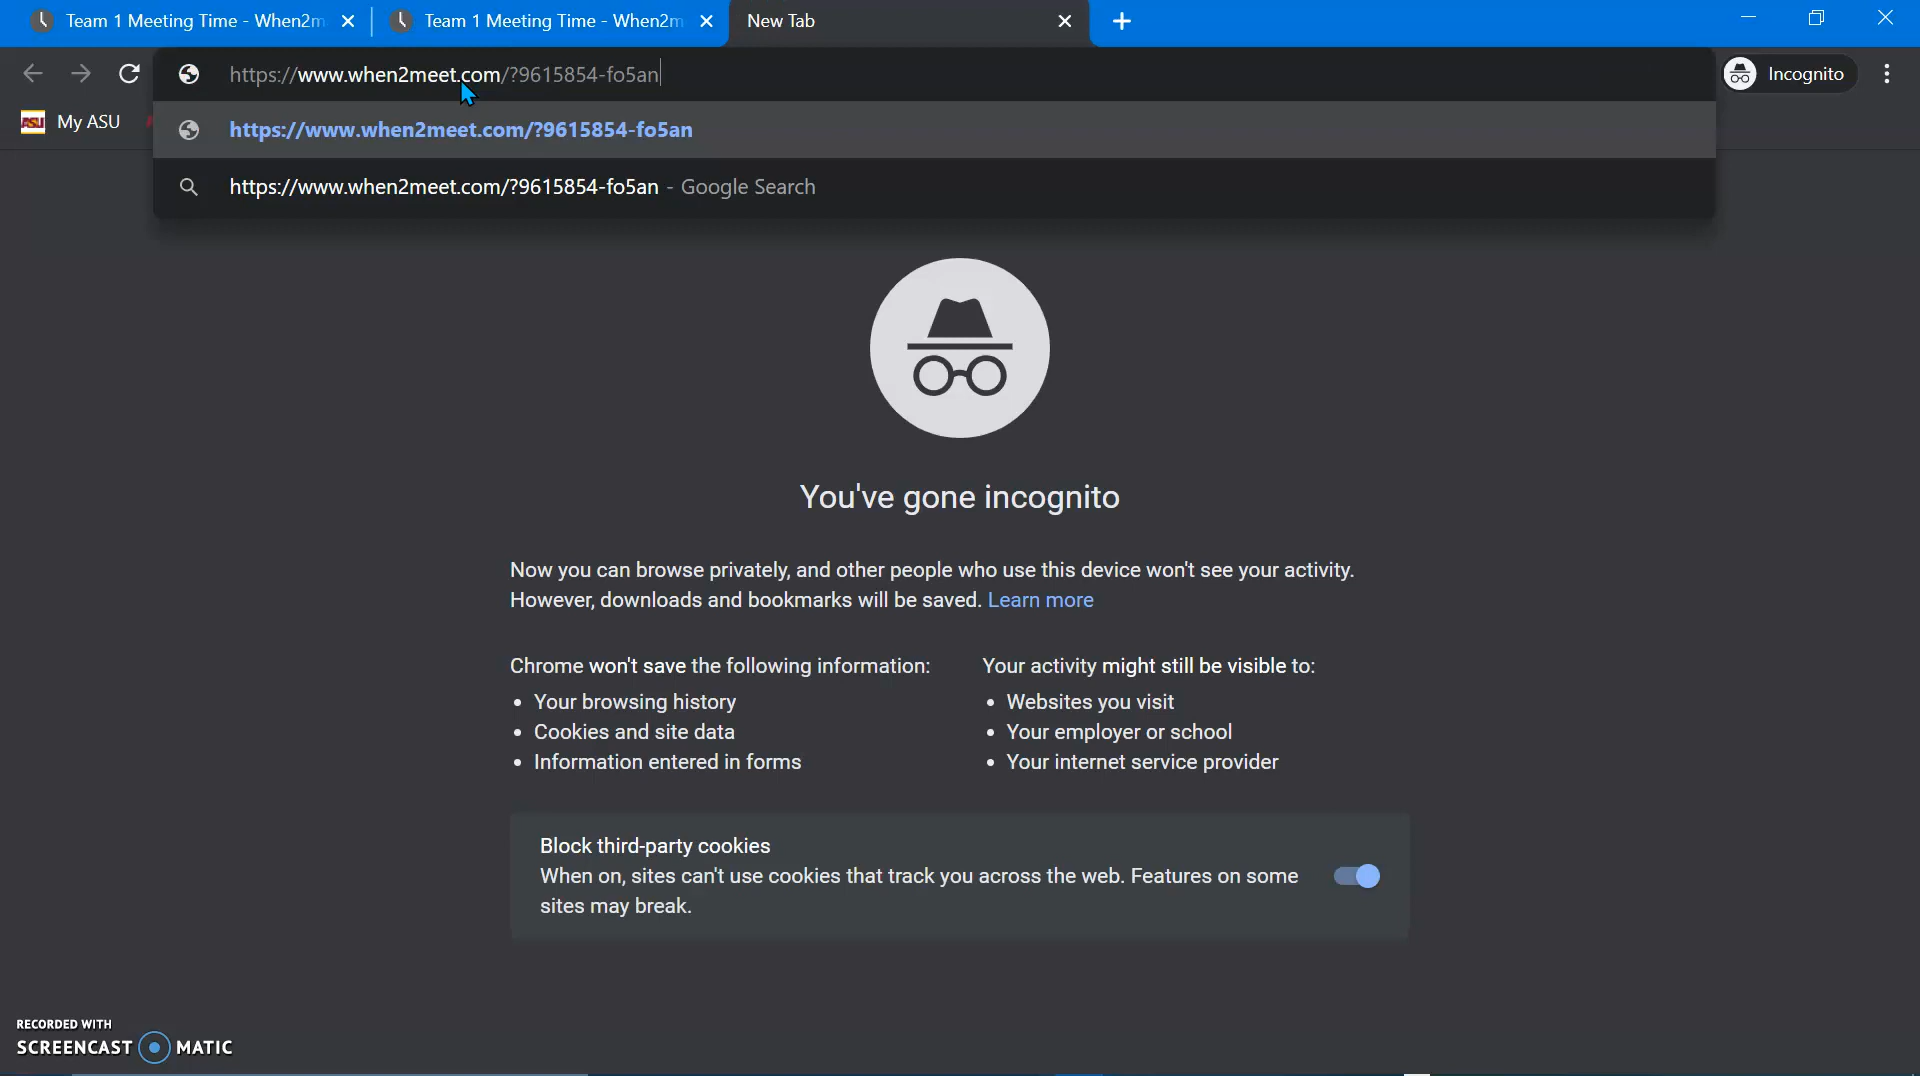 Team 1 Meeting Time - When2m
Team 1 Meeting Time - When2m
New Tab
https://www.when2meet.com/?9615854-fo5an
Incognito
My ASU
https://www.when2meet.com/?9615854-fo5an
https://www.when2meet.com/?9615854-fo5an - Google Search
You've gone incognito
Now you can browse privately, and other people who use this device won't see your activity.
However, downloads and bookmarks will be saved. Learn more
Chrome won't save the following information:
Your browsing history
Cookies and site data
Information entered in forms
Your activity might still be visible to:
Websites you visit
Your employer or school
Your internet service provider
Block third-party cookies
When on, sites can't use cookies that track you across the web. Features on some
sites may break.
RECORDED WITH
SCREENCAST MATIC